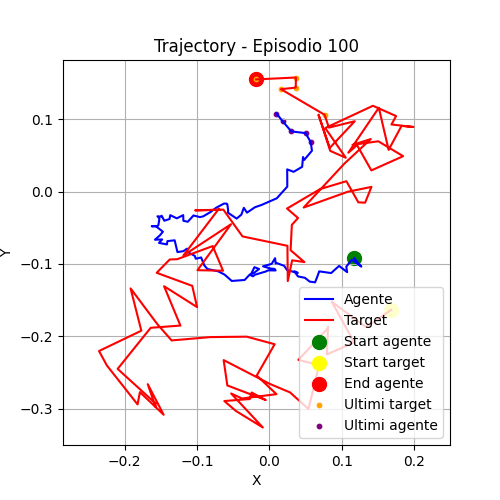 Trajectory - Episodio 100
Y
0.1
0.0
−0.1
−0.2
−0.3
Agente
Target
Start agente
Start target
End agente
Ultimi target
Ultimi agente
−0.2
−0.1
0.0
0.1
0.2
X